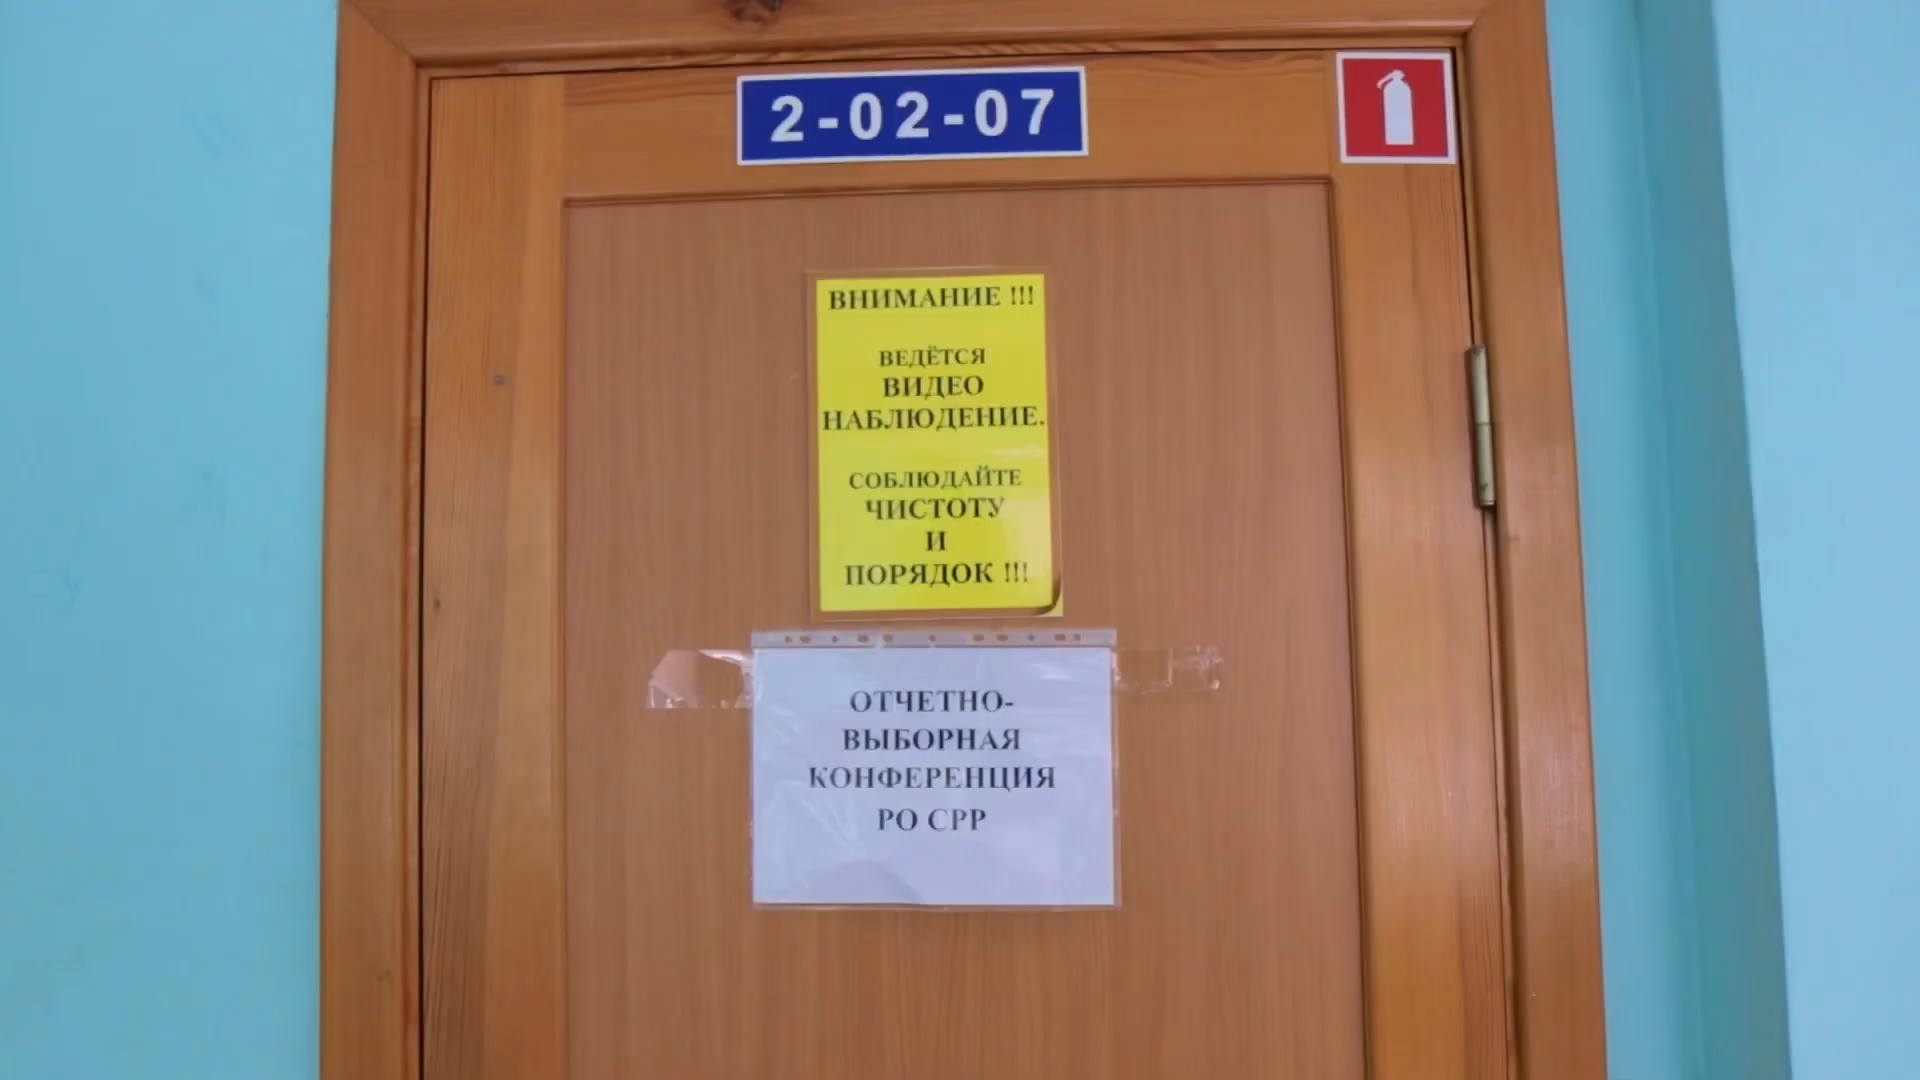 2-02-07
ВНИМАНИЕ !!!
ВЕДЁТСЯ
ВИДЕО
НАБЛЮДЕНИЕ.
СОБЛЮДАЙТЕ
ЧИСТОТУ
И
ПОРЯДОК !!!
ОТЧЕТНО-
ВЫБОРНАЯ
КОНФЕРЕНЦИЯ
РО СРР